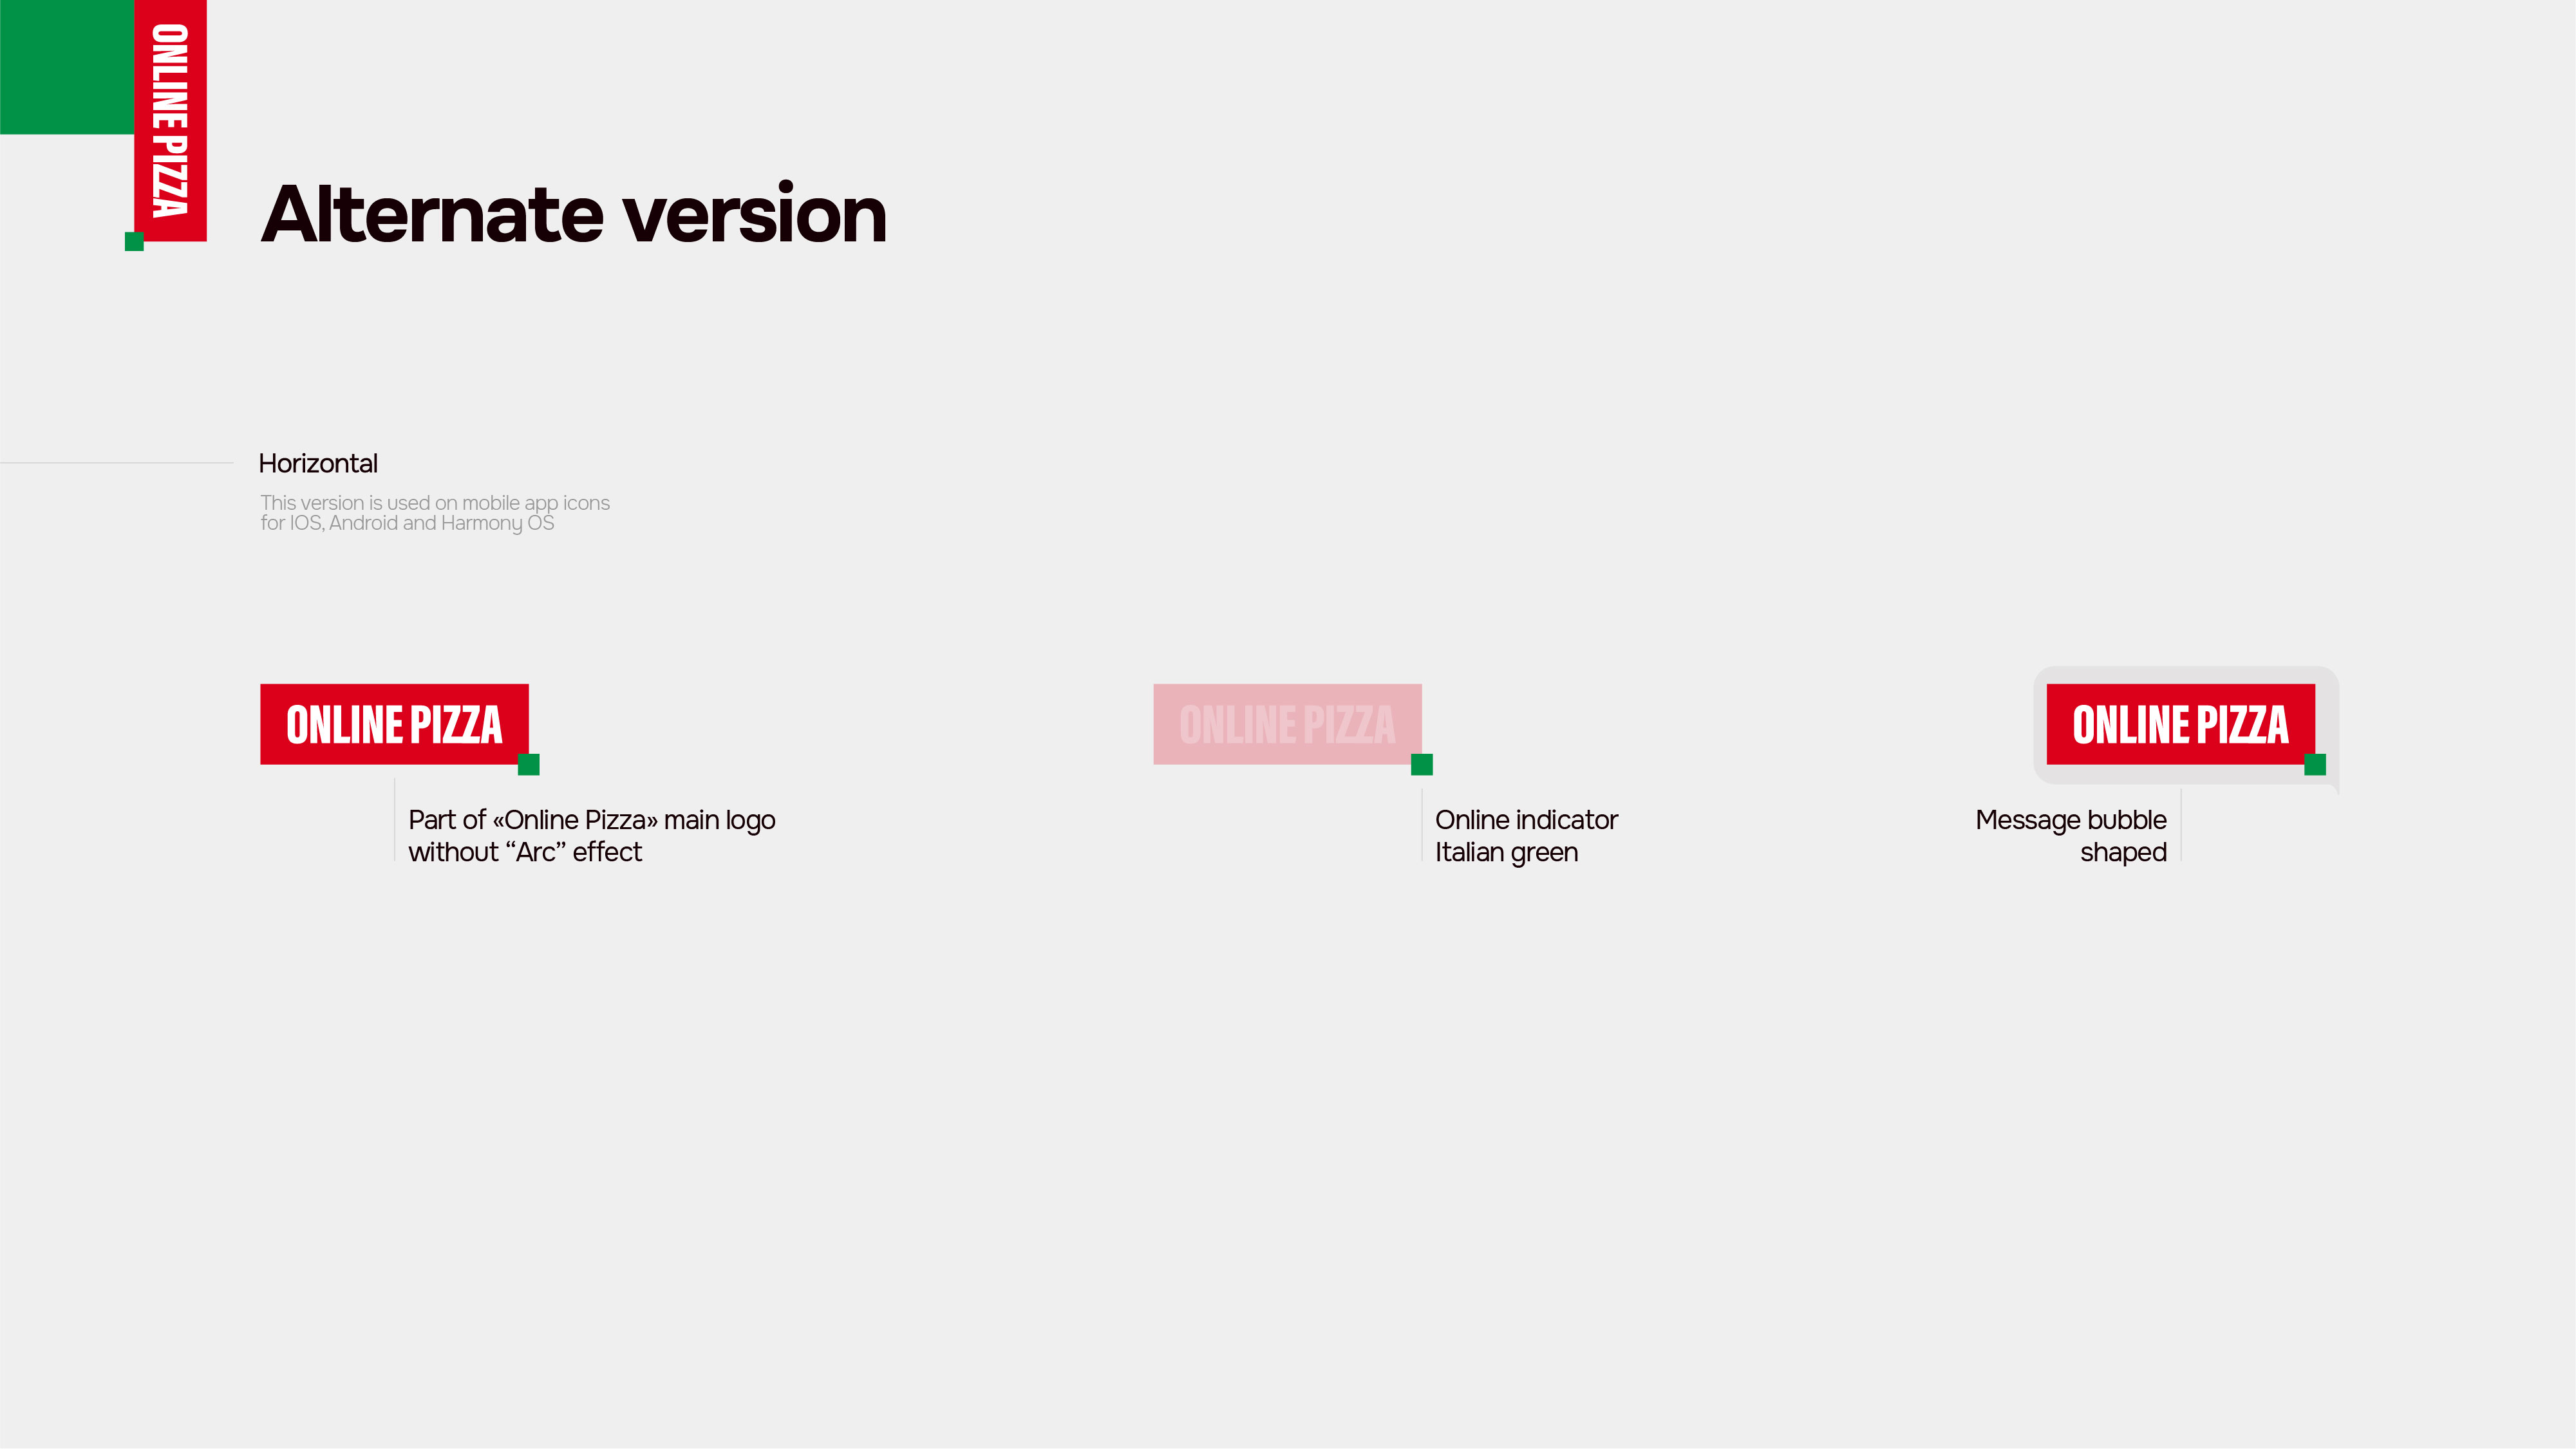 ONLINE PIZZA
Alternate version
Horizontal
This version is used on mobile app icons
for IOS, Android and Harmony OS
ONLINE PIZZA
Part of «Online Pizza» main logo
without “Arc” effect
ONLINE PIZZA
Online indicator
Italian green
ONLINE PIZZA
Message bubble
shaped